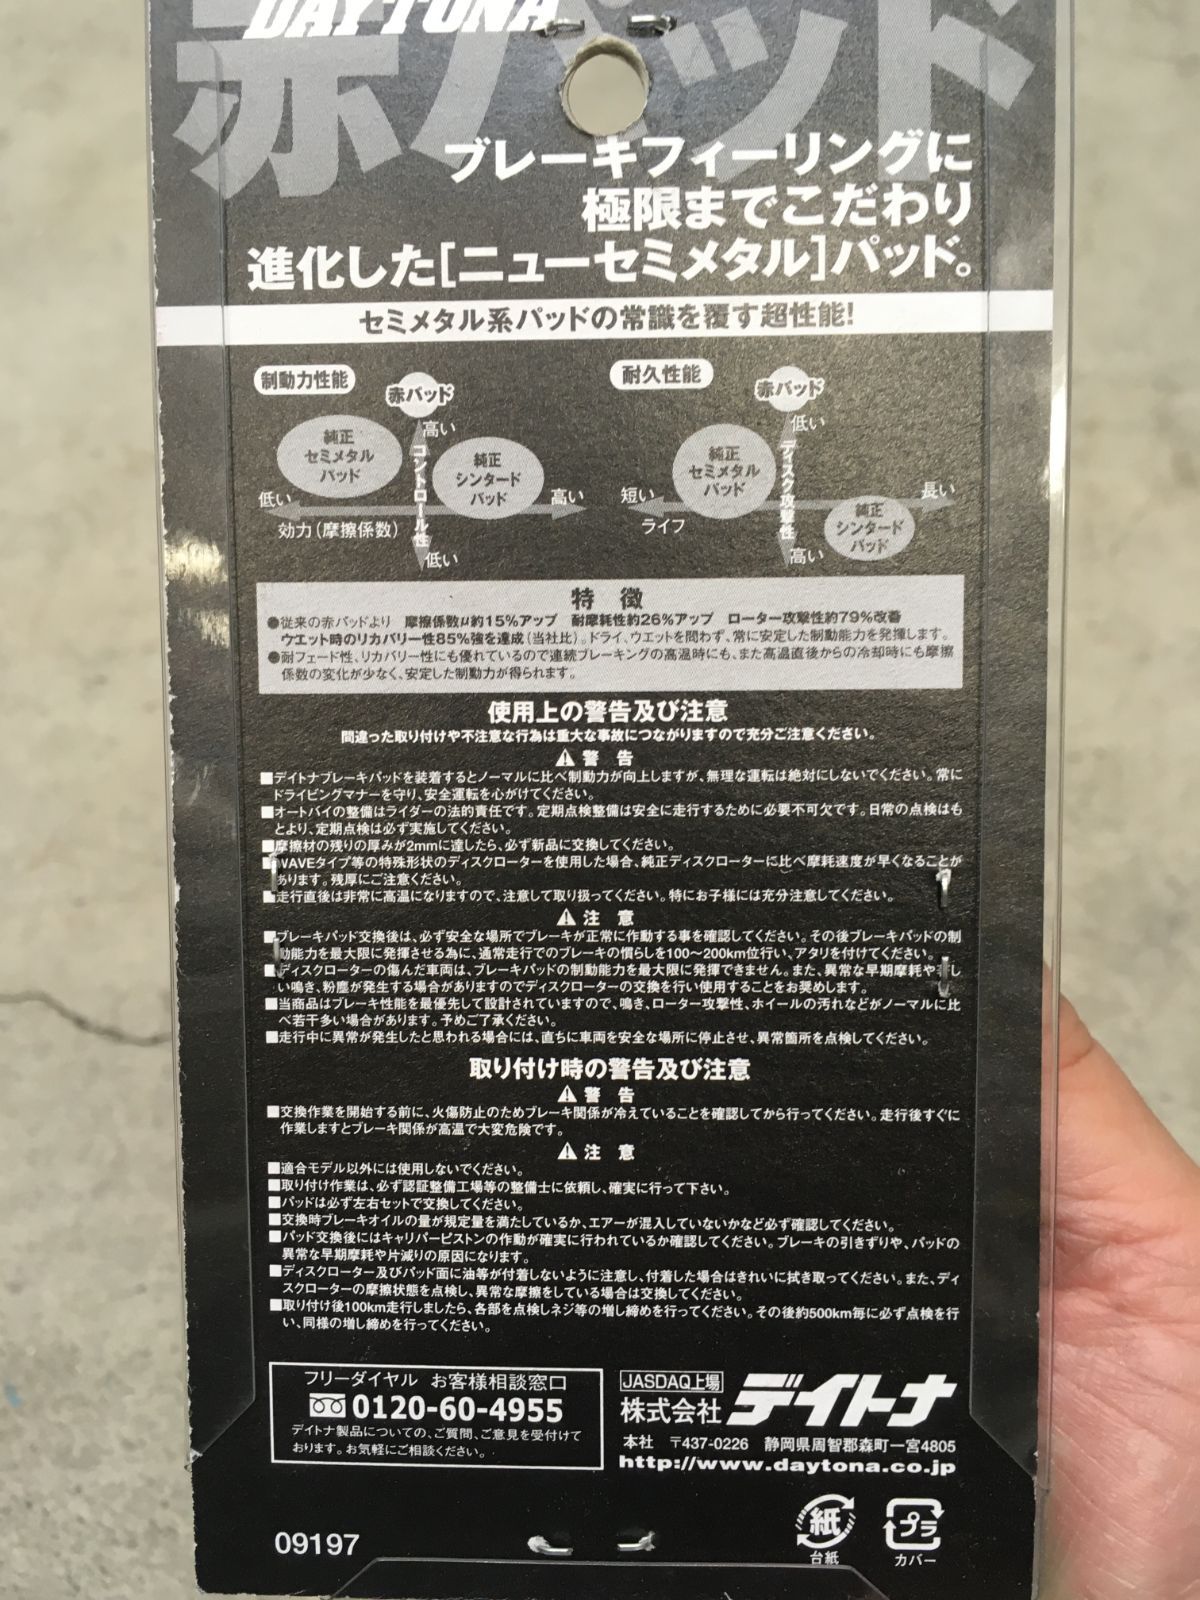 DAYTONA
赤パッド
ブレーキフィーリングに
極限までこだわり
進化した[ニューセミメタル]パッド。
セミメタル系パッドの常識を覆す超性能!
制動力性能
赤パッド
高い
純正
セミメタル
パッド
コントロール性
純正
シンタード
パッド
低い
高い
効力(摩擦係数)
低い
耐久性能
赤パッド
低い
純正
セミメタル
パッド
ディスク攻撃性
短い
長い
ライフ
純正
シンタード
パッド
高い
特 徴
●従来の赤パッドより 摩擦係数μ約15%アップ 耐摩耗性約26%アップ ローター攻撃性約79%改善
ウエット時のリカバリー性85%強を達成(当社比)。ドライ、ウエットを問わず、常に安定した制動能力を発揮します。
●耐フェード性、リカバリー性にも優れているので連続ブレーキングの高温時にも、また高温直後からの冷却時にも摩擦
係数の変化が少なく、安定した制動力が得られます。
使用上の警告及び注意
間違った取り付けや不注意な行為は重大な事故につながりますので充分ご注意ください。
⚠警 告
■デイトナブレーキパッドを装着するとノーマルに比べ制動力が向上しますが、無理な運転は絶対にしないでください。常に
ドライビングマナーを守り、安全運転を心がけてください。
■オートバイの整備はライダーの法的責任です。定期点検整備は安全に走行するために必要不可欠です。日常の点検はも
とより、定期点検は必ず実施してください。
■摩擦材の残りの厚みが2mmに達したら、必ず新品に交換してください。
■WAVEタイプ等の特殊形状のディスクローターを使用した場合、純正ディスクローターに比べ摩耗速度が早くなることが
あります。残厚にご注意ください。
■走行直後は非常に高温になりますので、注意して取り扱ってください。特にお子様には充分注意してください。
⚠注 意
■ブレーキパッド交換後は、必ず安全な場所でブレーキが正常に作動する事を確認してください。その後ブレーキパッドの制
動能力を最大限に発揮させる為に、通常走行でのブレーキの慣らしを100〜200km位行い、アタリを付けてください。
■ディスクローターの傷んだ車両は、ブレーキパッドの制動能力を最大限に発揮できません。また、異常な早期摩耗や著し
い鳴き、粉塵が発生する場合がありますのでディスクローターの交換を行い使用することをお奨めします。
■当商品はブレーキ性能を最優先して設計されていますので、鳴き、ローター攻撃性、ホイールの汚れなどがノーマルに比
べ若干多い場合があります。予めご了承ください。
■走行中に異常が発生したと思われる場合には、直ちに車両を安全な場所に停止させ、異常箇所を点検してください。
取り付け時の警告及び注意
⚠警 告
■交換作業を開始する前に、火傷防止のためブレーキ関係が冷えていることを確認してから行ってください。走行後すぐに
作業しますとブレーキ関係が高温で大変危険です。
⚠注 意
■適合モデル以外には使用しないでください。
■取り付け作業は、必ず認証整備工場等の整備士に依頼し、確実に行って下さい。
■パッドは必ず左右セットで交換してください。
■交換時ブレーキオイルの量が規定量を満たしているか、エアーが混入していないかなど必ず確認してください。
■パッド交換後にはキャリパーピストンの作動が確実に行われているか確認してください。ブレーキの引きずりや、パッドの
異常な早期摩耗や片減りの原因になります。
■ディスクローター及びパッド面に油等が付着しないように注意し、付着した場合はきれいに拭き取ってください。また、ディ
スクローターの摩擦状態を点検し、異常な摩擦をしている場合は交換してください。
■取り付け後100km走行しましたら、各部を点検しネジ等の増し締めを行ってください。その後約500km毎に必ず点検を行
い、同様の増し締めを行ってください。
フリーダイヤル お客様相談窓口
0120-60-4955
デイトナ製品についての、ご質問、ご意見を受付けて
おります。お気軽にご相談ください。
JASDAQ上場
株式会社 デイトナ
本社 〒437-0226 静岡県周智郡森町一宮4805
http://www.daytona.co.jp
09197
紙
台紙
プラ
カバー